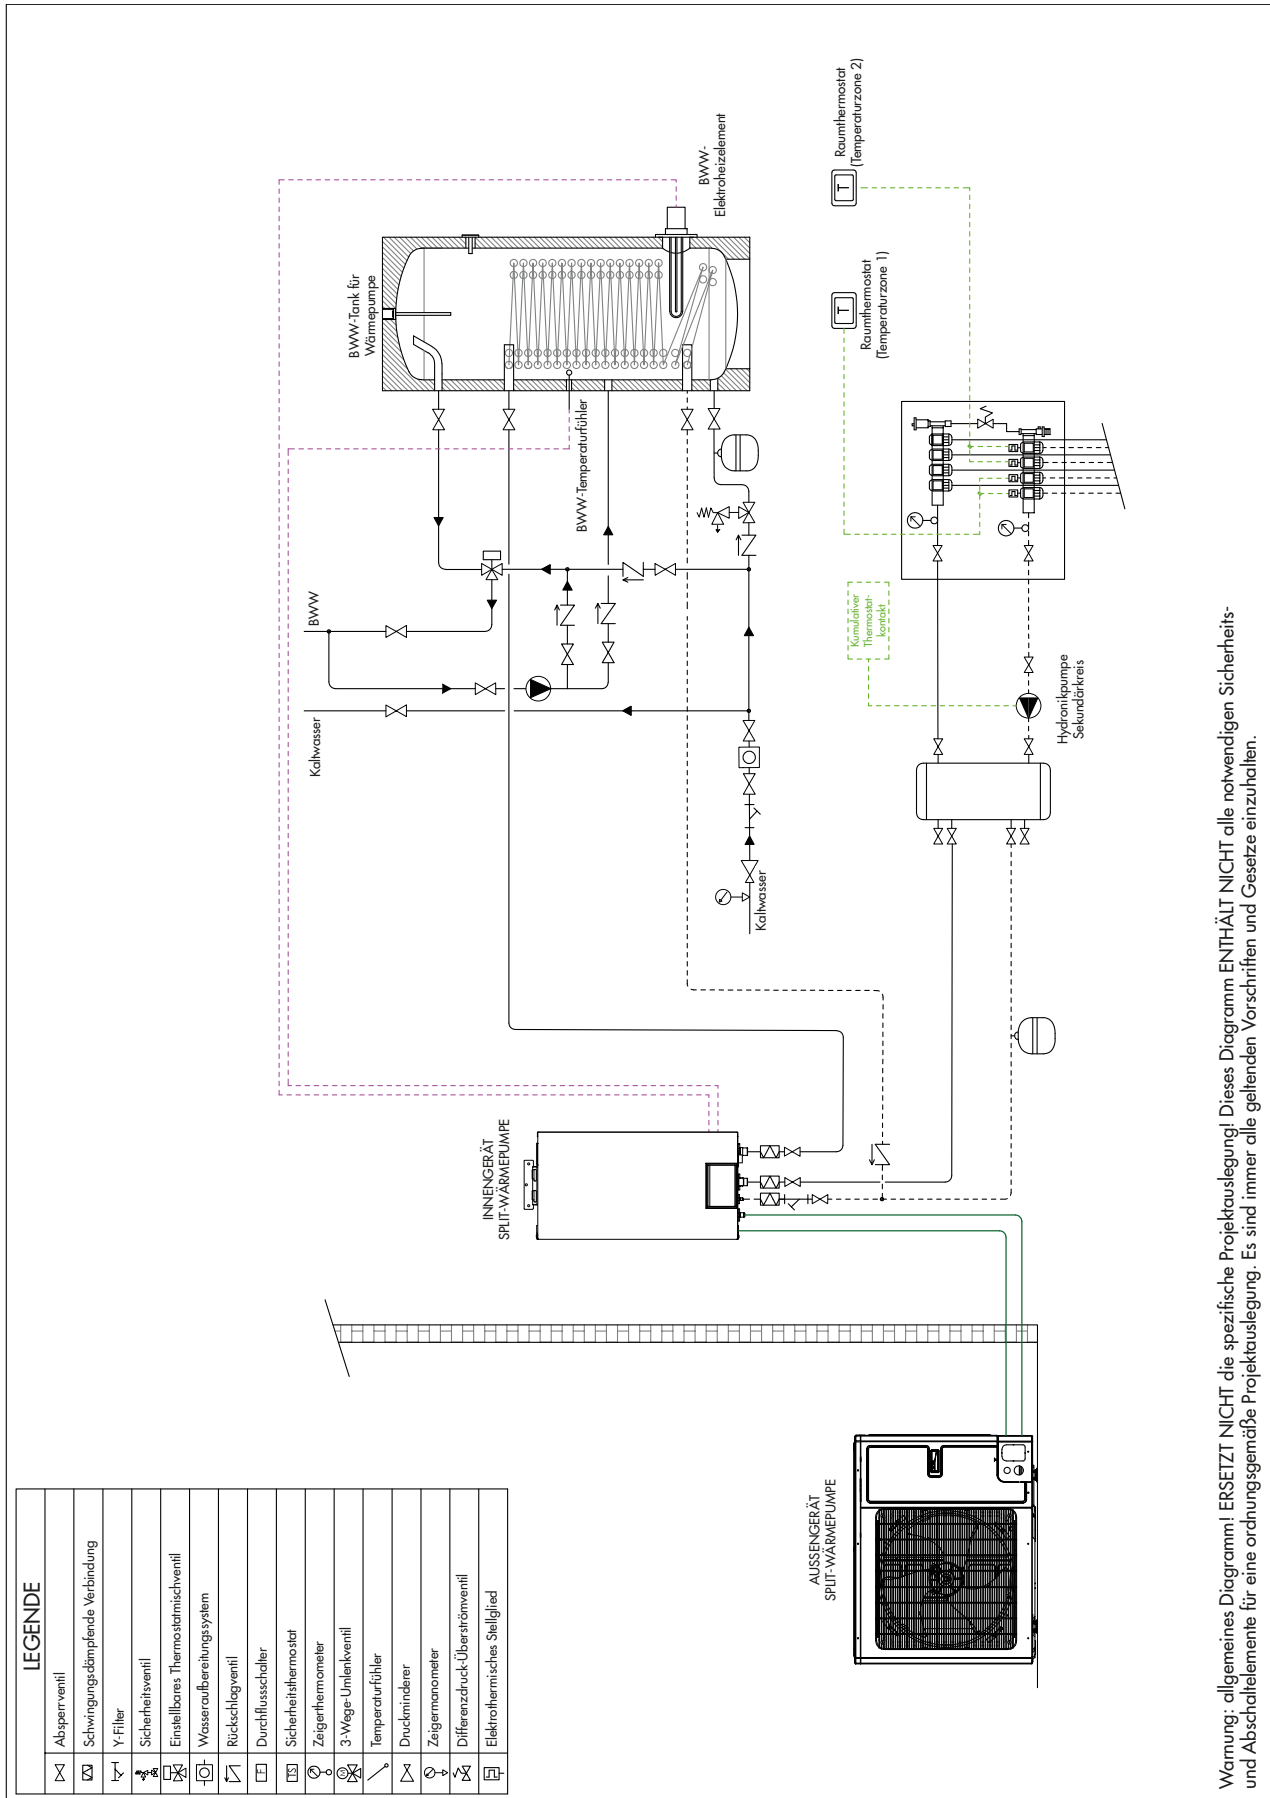 LEGENDE
Absperrventil
Schwingungsdämpfende Verbindung
Y-Filter
Sicherheitsventil
Einstellbares Thermostatmischventil
Wasseraufbereitungssystem
Rückschlagventil
FF Durchflussschalter
TS Sicherheitsthermostat
Zeigerthermometer
M 3-Wege-Umlenkventil
Temperaturfühler
Druckminderer
Zeigermanometer
Differenzdruck-Überströmventil
Elektrothermisches Stellglied
AUSSENGERÄT
SPLIT-WÄRMEPUMPE
INNENGERÄT
SPLIT-WÄRMEPUMPE
Kaltwasser
BWW
Kaltwasser
BWW-Tank für
Wärmepumpe
BWW-Temperaturfühler
BWW-
Elektroheizelement
Hydronikpumpe
Sekundärkreis
Kumulativer
Thermostat-
kontakt
T
Raumthermostat
(Temperaturzone 1)
T
Raumthermostat
(Temperaturzone 2)
Warnung: allgemeines Diagramm! ERSETZT NICHT die spezifische Projektauslegung! Dieses Diagramm ENTHÄLT NICHT alle notwendigen Sicherheits-
und Abschaltelemente für eine ordnungsgemäße Projektauslegung. Es sind immer alle geltenden Vorschriften und Gesetze einzuhalten.